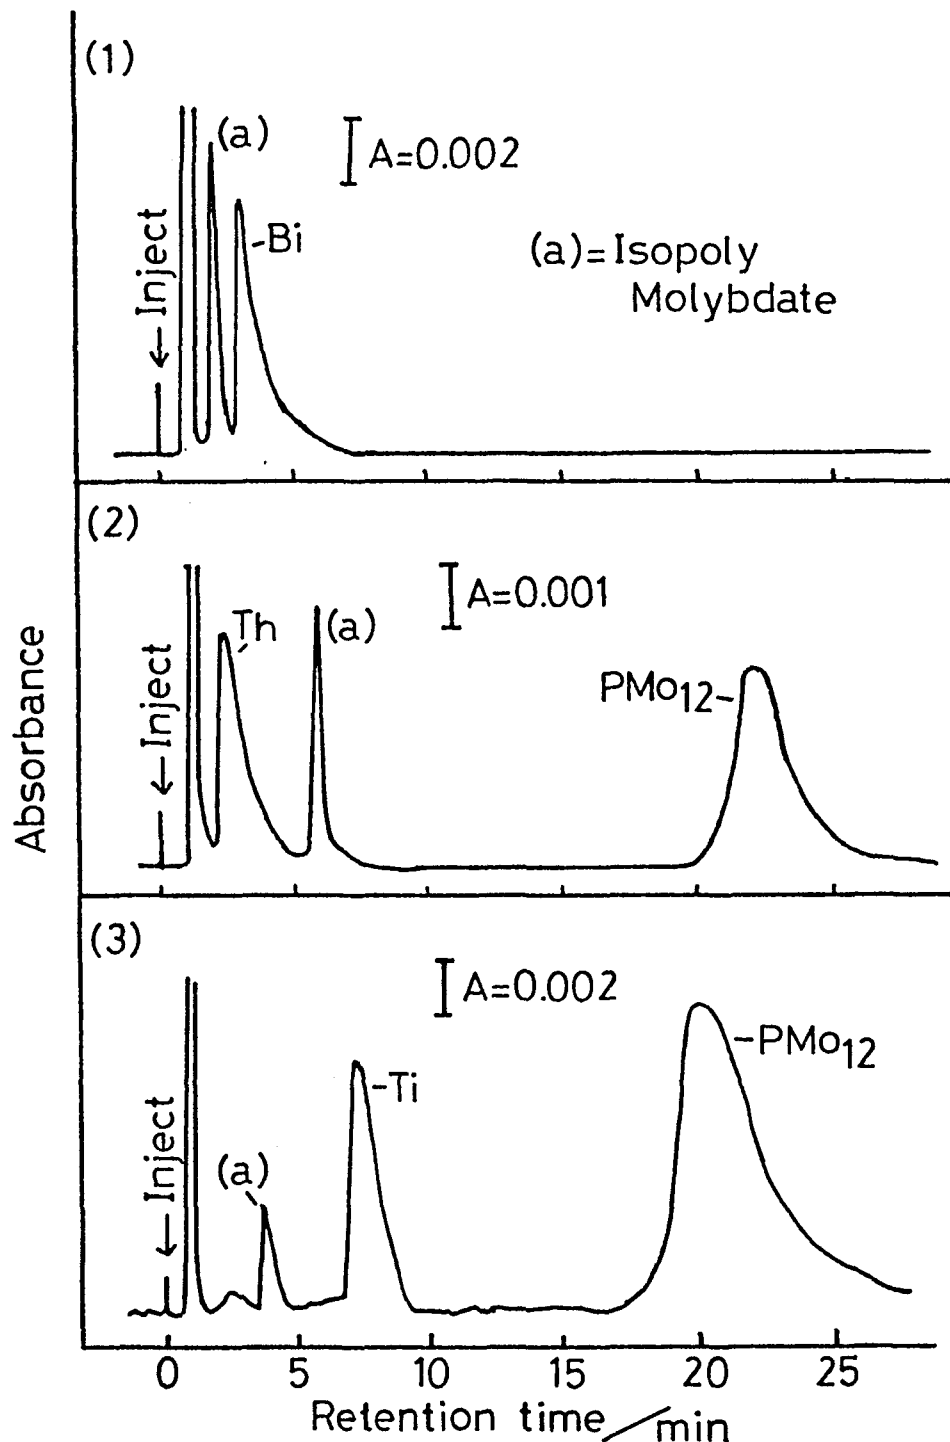 (1)
(a)
A=0.002
-Bi
← Inject
(a)=Isopoly
Molybdate
(2)
Th
(a)
A=0.001
PMo12-
← Inject
Absorbance
(3)
A=0.002
-PMo12
-Ti
(a)
← Inject
0 5 10 15 20 25
Retention time/min